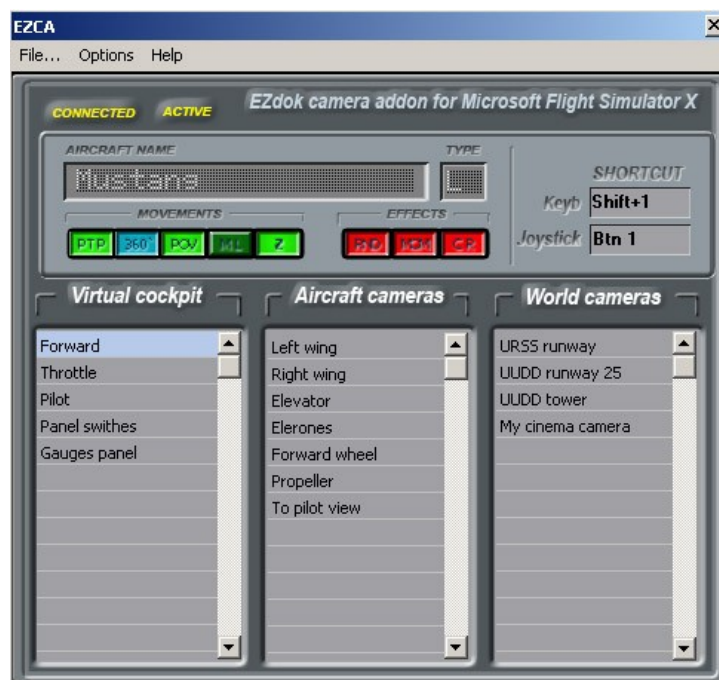 EZCA
File... Options Help
CONNECTED ACTIVE EZdok camera addon for Microsoft Flight Simulator X
AIRCRAFT NAME TYPE
Mustang L
SHORTCUT
Keyb Shift+1
Joystick Btn 1
MOVEMENTS EFFECTS
PTP 360° POV M.L Z RND MOM C.P.
Virtual cockpit Aircraft cameras World cameras
Forward Left wing URSS runway
Throttle Right wing UUDD runway 25
Pilot Elevator UUDD tower
Panel swithes Elerones My cinema camera
Gauges panel Forward wheel
Propeller
To pilot view